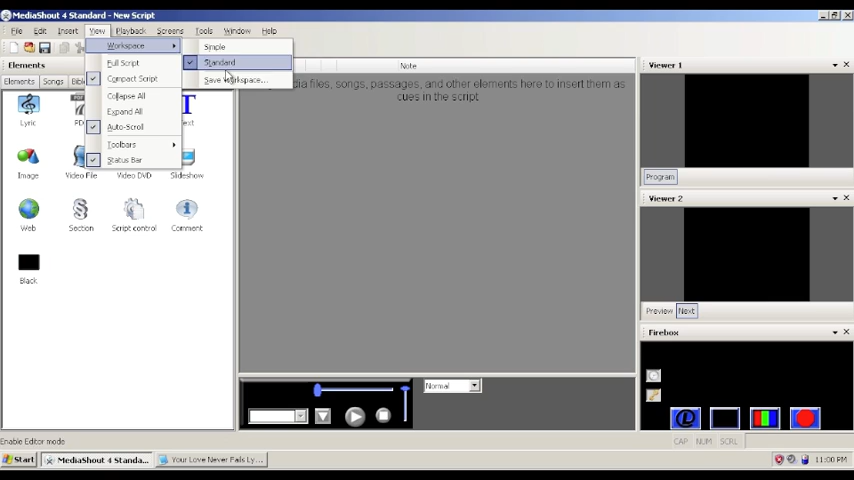 MediaShout 4 Standard - New Script
File Edit Insert View Playback Screens Tools Window Help
Workspace
Simple
Full Script
Standard
Compact Script
Save Workspace...
Collapse All
Expand All
Auto-Scroll
Toolbars
Status Bar
Elements
Elements Songs
Lyric
Image
Video File
Video DVD
Slideshow
Web
Section
Script control
Comment
Black
Note
media files, songs, passages, and other elements here to insert them as
cues in the script
Normal
Viewer 1
Program
Viewer 2
Preview Next
Firebox
Enable Editor mode
CAP NUM SCRL
Start
MediaShout 4 Standa...
Your Love Never Fails Ly...
11:00 PM